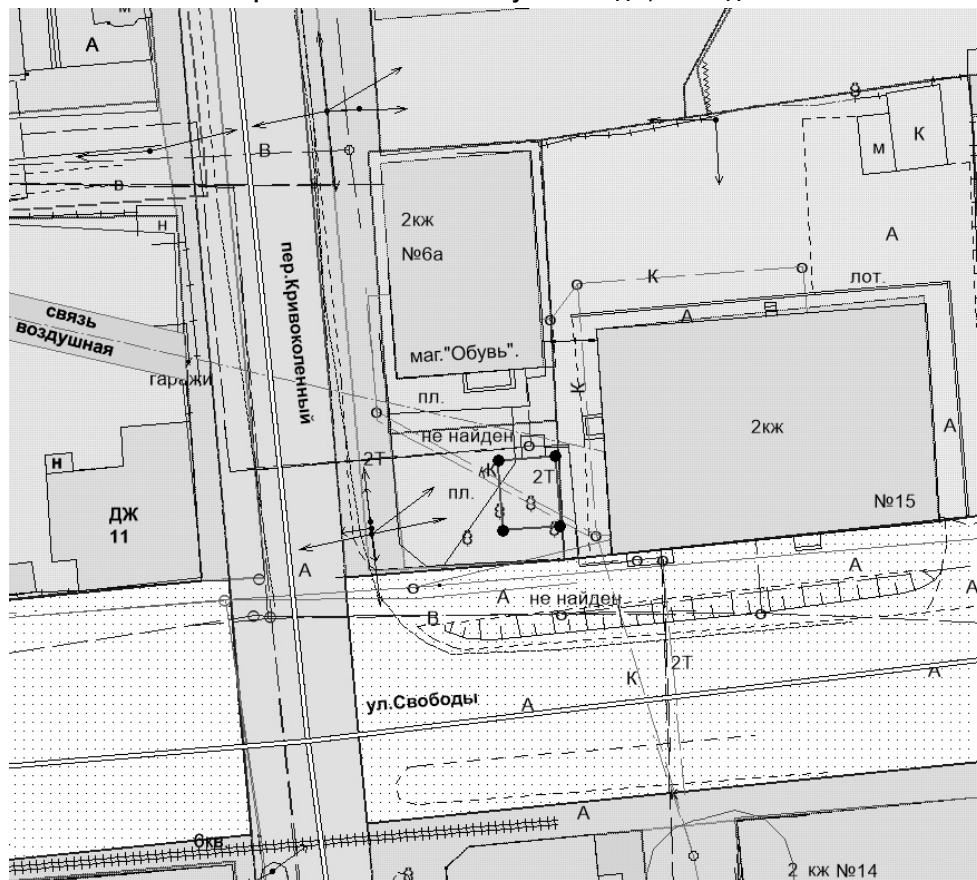 м
А
В
в
2кж
№6а
К
м
А
н
К
лот.
пер.Кривоколенный
связь
воздушная
А
маг."Обувь".
гаражи
К
пл.
2кж
А
не найден
2Т
К
2Т
н
пл.
№15
ДЖ
11
А
А
А
не найден
А
В
2Т
К
ул.Свободы
А
А
К
А
6кв.
2 кж №14